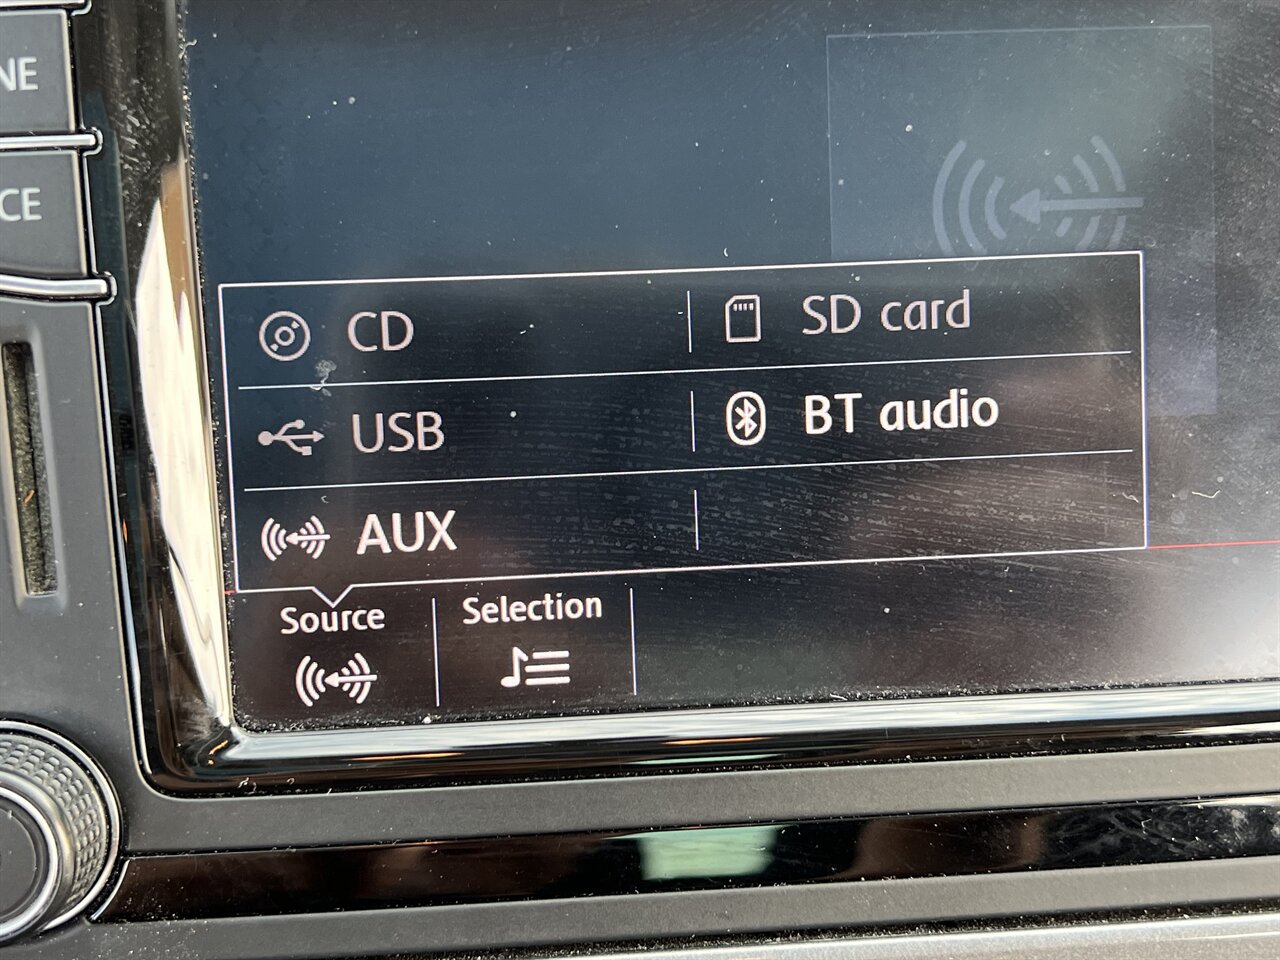 NE
CE
CD
SD card
USB
BT audio
AUX
Source
Selection